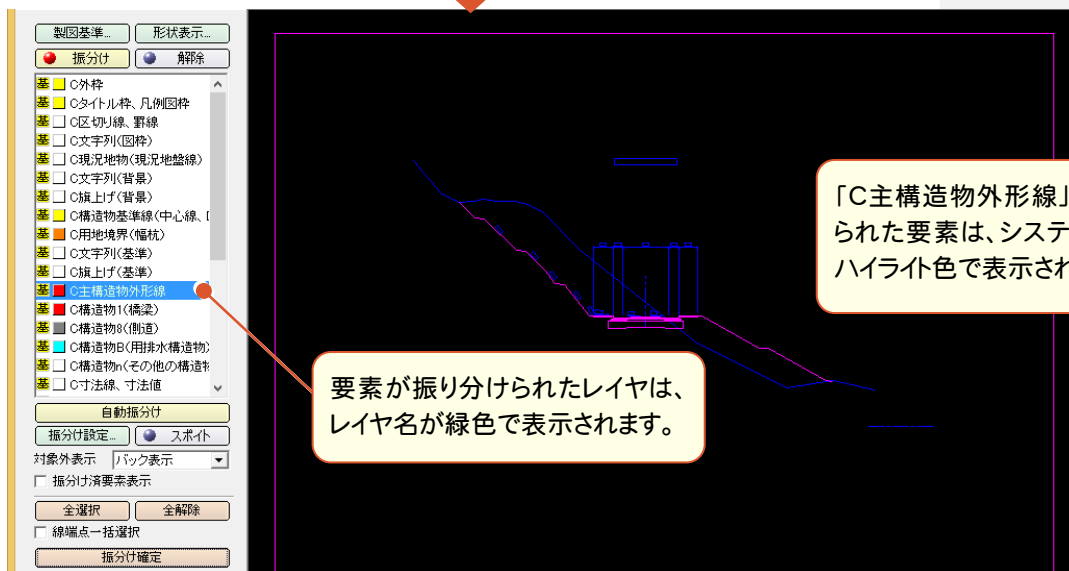 製図基準... 形状表示...
振分け 解除
基 C外枠
基 Cタイトル枠、凡例図枠
基 C区切り線、罫線
基 C文字列(図枠)
基 C現況地物(現況地盤線)
基 C文字列(背景)
基 C旗上げ(背景)
基 C構造物基準線(中心線、
基 C用地境界(幅杭)
基 C文字列(基準)
基 C旗上げ(基準)
基 C主構造物外形線
基 C構造物1(橋梁)
基 C構造物8(側道)
基 C構造物B(用排水構造物)
基 C構造物n(その他の構造物
基 C寸法線、寸法値
自動振分け
振分け設定... スポイト
対象外表示 バック表示
振分け済要素表示
全選択 全解除
線端点一括選択
振分け確定
「C主構造物外形線」
られた要素は、システ
ハイライト色で表示され
要素が振り分けられたレイヤは、
レイヤ名が緑色で表示されます。